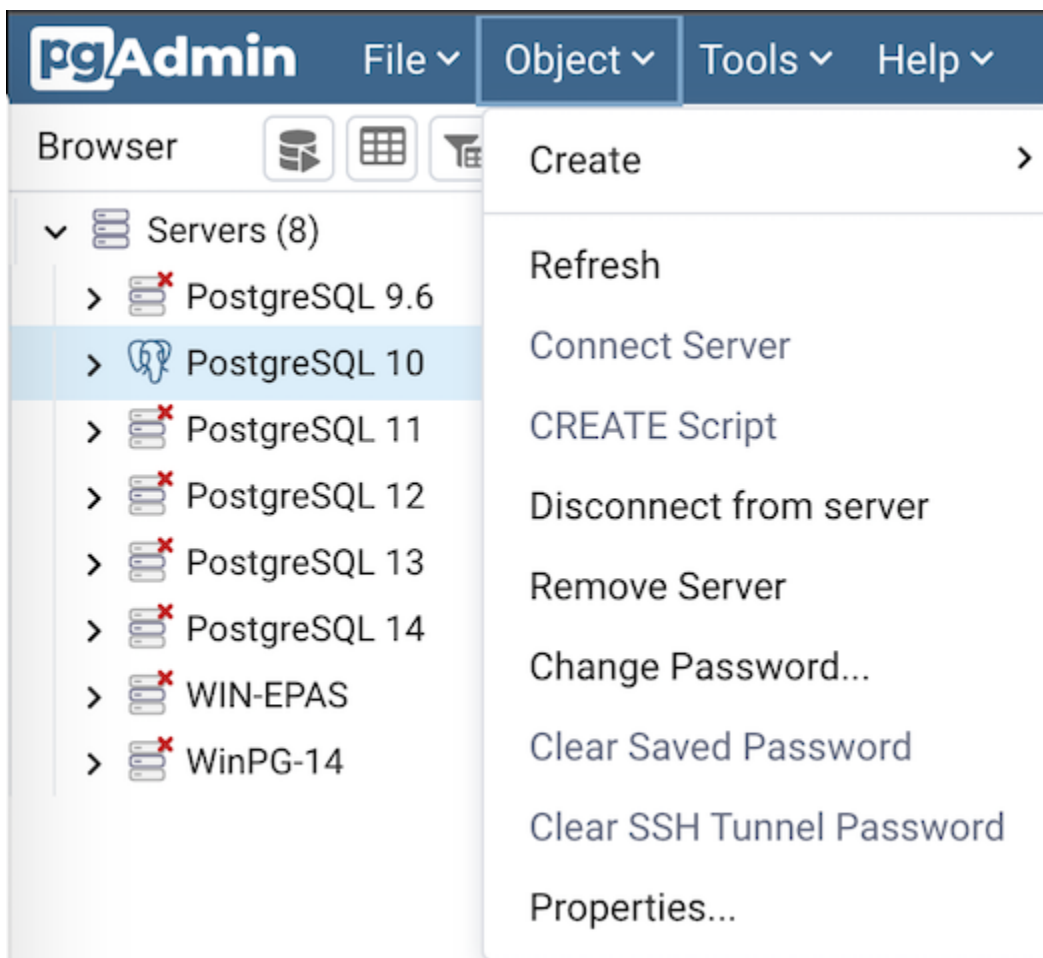 pgAdmin File Object Tools Help
Browser
Servers (8)
PostgreSQL 9.6
PostgreSQL 10
PostgreSQL 11
PostgreSQL 12
PostgreSQL 13
PostgreSQL 14
WIN-EPAS
WinPG-14
Create
Refresh
Connect Server
CREATE Script
Disconnect from server
Remove Server
Change Password...
Clear Saved Password
Clear SSH Tunnel Password
Properties...